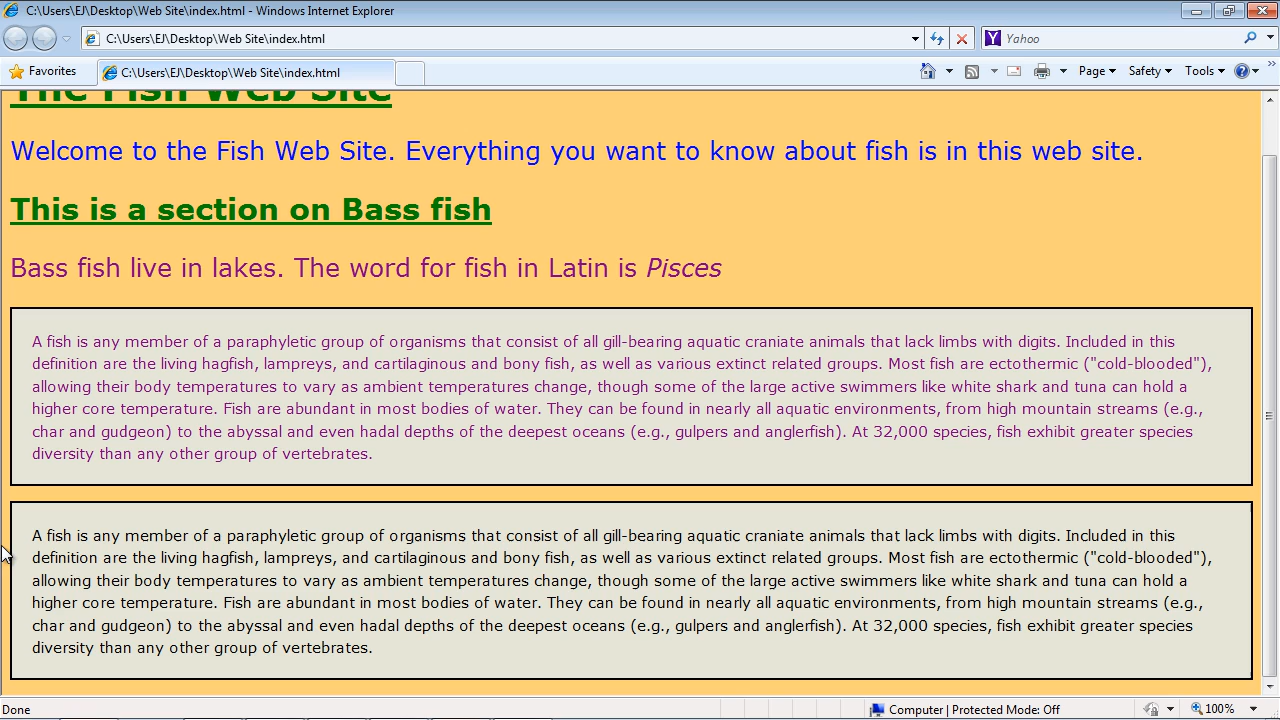 C:\Users\EJ\Desktop\Web Site\index.html - Windows Internet Explorer
C:\Users\EJ\Desktop\Web Site\index.html
Yahoo
Favorites
C:\Users\EJ\Desktop\Web Site\index.html
Page
Safety
Tools
The Fish Web Site
Welcome to the Fish Web Site. Everything you want to know about fish is in this web site.
This is a section on Bass fish
Bass fish live in lakes. The word for fish in Latin is Pisces
A fish is any member of a paraphyletic group of organisms that consist of all gill-bearing aquatic craniate animals that lack limbs with digits. Included in this
definition are the living hagfish, lampreys, and cartilaginous and bony fish, as well as various extinct related groups. Most fish are ectothermic ("cold-blooded"),
allowing their body temperatures to vary as ambient temperatures change, though some of the large active swimmers like white shark and tuna can hold a
higher core temperature. Fish are abundant in most bodies of water. They can be found in nearly all aquatic environments, from high mountain streams (e.g.,
char and gudgeon) to the abyssal and even hadal depths of the deepest oceans (e.g., gulpers and anglerfish). At 32,000 species, fish exhibit greater species
diversity than any other group of vertebrates.
A fish is any member of a paraphyletic group of organisms that consist of all gill-bearing aquatic craniate animals that lack limbs with digits. Included in this
definition are the living hagfish, lampreys, and cartilaginous and bony fish, as well as various extinct related groups. Most fish are ectothermic ("cold-blooded"),
allowing their body temperatures to vary as ambient temperatures change, though some of the large active swimmers like white shark and tuna can hold a
higher core temperature. Fish are abundant in most bodies of water. They can be found in nearly all aquatic environments, from high mountain streams (e.g.,
char and gudgeon) to the abyssal and even hadal depths of the deepest oceans (e.g., gulpers and anglerfish). At 32,000 species, fish exhibit greater species
diversity than any other group of vertebrates.
Done
Computer | Protected Mode: Off
100%